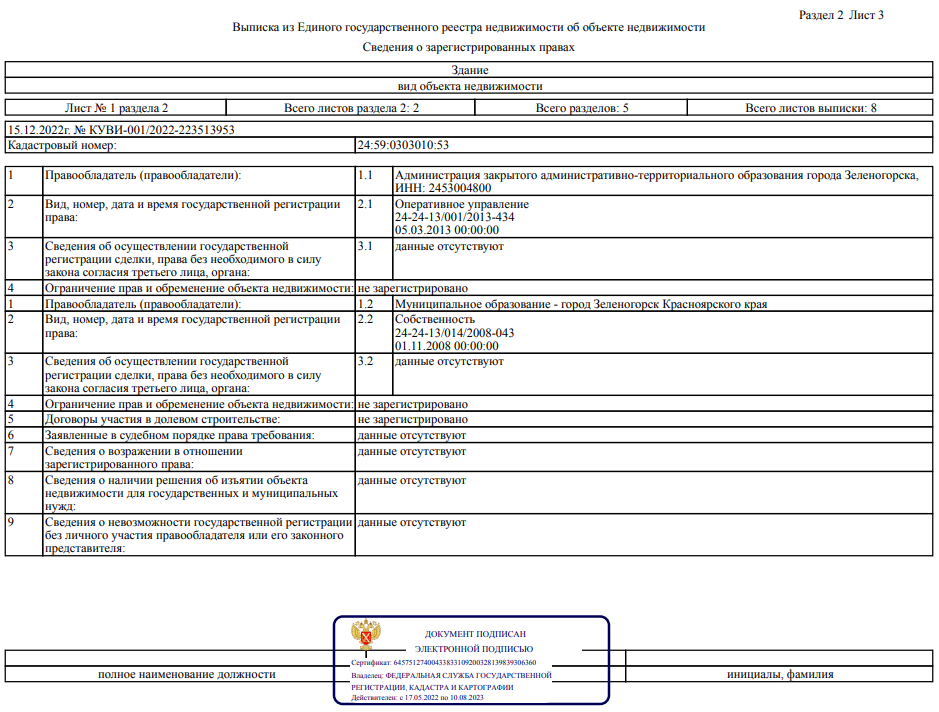 Раздел 2 Лист 3
Выписка из Единого государственного реестра недвижимости об объекте недвижимости
Сведения о зарегистрированных правах
Здание
вид объекта недвижимости
Лист № 1 раздела 2 Всего листов раздела 2: 2 Всего разделов: 5 Всего листов выписки: 8
15.12.2022г. № КУВИ-001/2022-223513953
Кадастровый номер: 24:59:0303010:53
1 Правообладатель (правообладатели): 1.1 Администрация закрытого административно-территориального образования города Зеленогорска,
ИНН: 2453004800
2 Вид, номер, дата и время государственной регистрации 2.1 Оперативное управление
права: 24-24-13/001/2013-434
05.03.2013 00:00:00
3 Сведения об осуществлении государственной 3.1 данные отсутствуют
регистрации сделки, права без необходимого в силу
закона согласия третьего лица, органа:
4 Ограничение прав и обременение объекта недвижимости: не зарегистрировано
1 Правообладатель (правообладатели): 1.2 Муниципальное образование - город Зеленогорск Красноярского края
2 Вид, номер, дата и время государственной регистрации 2.2 Собственность
права: 24-24-13/014/2008-043
01.11.2008 00:00:00
3 Сведения об осуществлении государственной 3.2 данные отсутствуют
регистрации сделки, права без необходимого в силу
закона согласия третьего лица, органа:
4 Ограничение прав и обременение объекта недвижимости: не зарегистрировано
5 Договоры участия в долевом строительстве: не зарегистрировано
6 Заявленные в судебном порядке права требования: данные отсутствуют
7 Сведения о возражении в отношении данные отсутствуют
зарегистрированного права:
8 Сведения о наличии решения об изъятии объекта данные отсутствуют
недвижимости для государственных и муниципальных
нужд:
9 Сведения о невозможности государственной регистрации данные отсутствуют
без личного участия правообладателя или его законного
представителя:
ДОКУМЕНТ ПОДПИСАН
ЭЛЕКТРОННОЙ ПОДПИСЬЮ
Сертификат: 64575127400433833109200328139839306360
Владелец: ФЕДЕРАЛЬНАЯ СЛУЖБА ГОСУДАРСТВЕННОЙ
РЕГИСТРАЦИИ, КАДАСТРА И КАРТОГРАФИИ
Действителен: с 17.05.2022 по 10.08.2023
полное наименование должности инициалы, фамилия